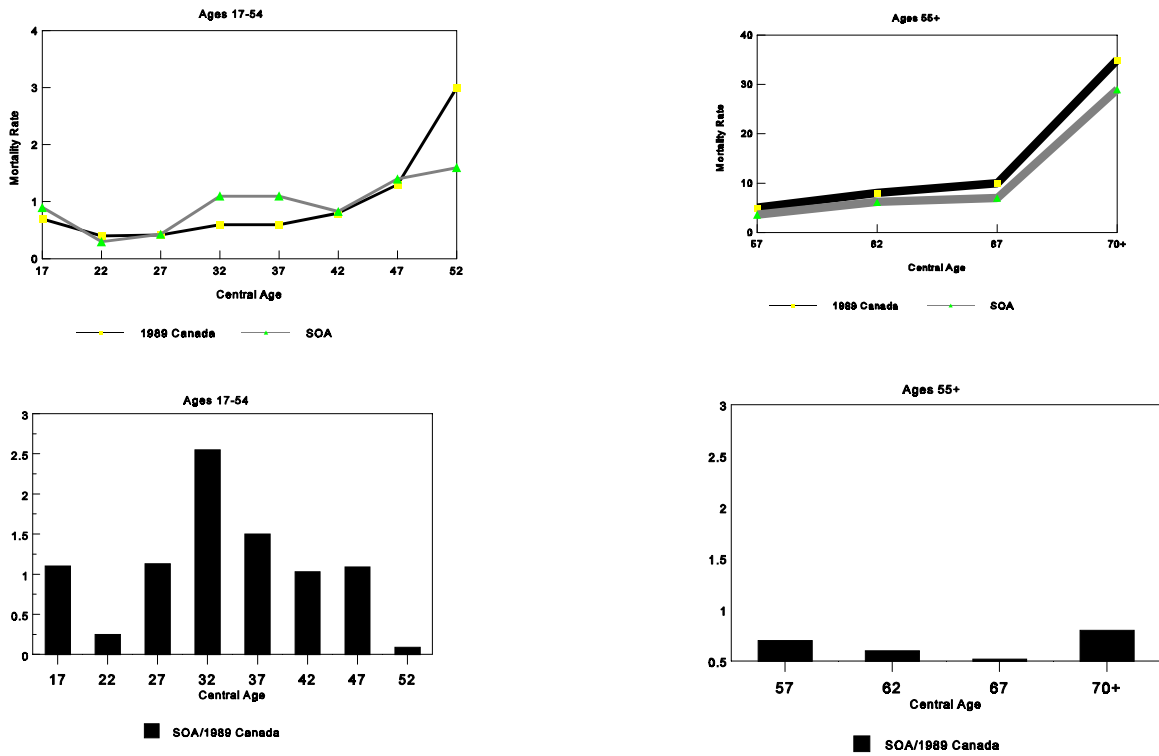 Ages 17-54
4
3
2
1
0
Mortality Rate
17 22 27 32 37 42 47 52
Central Age
1989 Canada SOA
Ages 55+
40
30
20
10
0
Mortality Rate
57 62 67 70+
Central Age
1989 Canada SOA
Ages 17-54
3
2.5
2
1.5
1
0.5
0
17 22 27 32 37 42 47 52
Central Age
SOA/1989 Canada
Ages 55+
3
2.5
2
1.5
1
0.5
57 62 67 70+
Central Age
SOA/1989 Canada